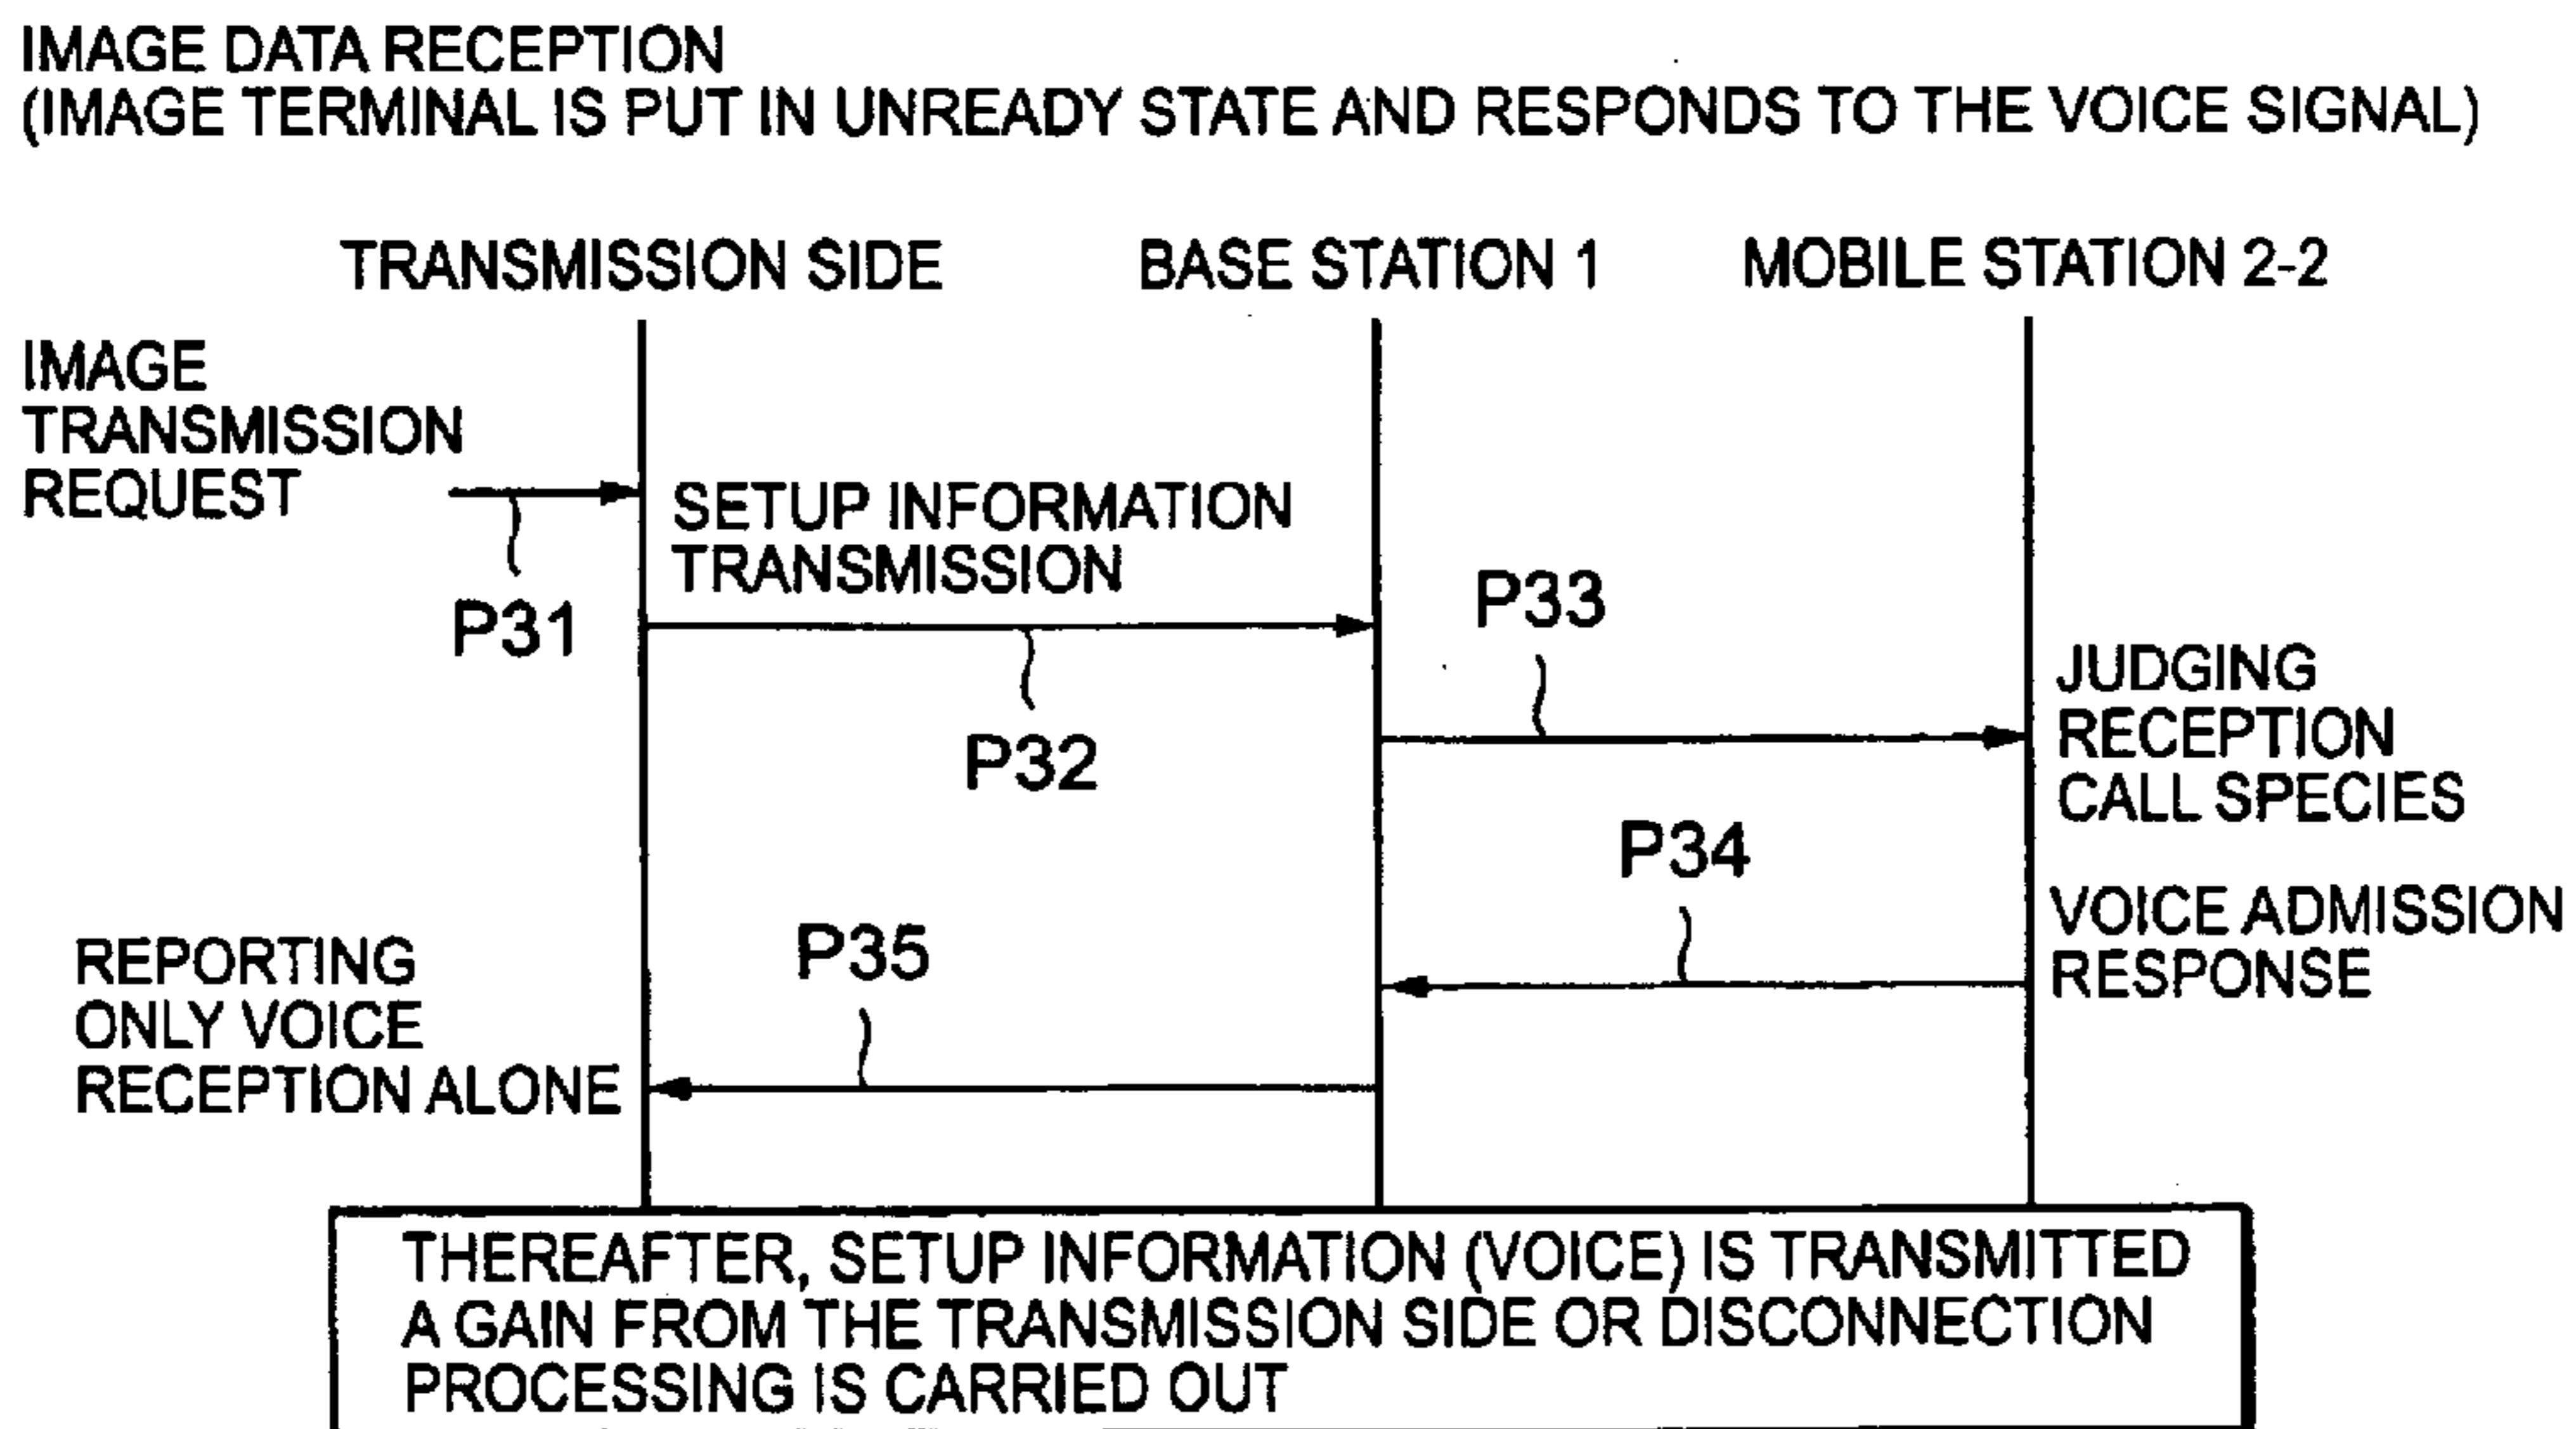 IMAGE DATA RECEPTION
(IMAGE TERMINAL IS PUT IN UNREADY STATE AND RESPONDS TO THE VOICE SIGNAL)
TRANSMISSION SIDE
BASE STATION 1
MOBILE STATION 2-2
IMAGE
TRANSMISSION
REQUEST
P31
SETUP INFORMATION
TRANSMISSION
P32
P33
JUDGING
RECEPTION
CALL SPECIES
P34
VOICE ADMISSION
RESPONSE
P35
REPORTING
ONLY VOICE
RECEPTION ALONE
THEREAFTER, SETUP INFORMATION (VOICE) IS TRANSMITTED
A GAIN FROM THE TRANSMISSION SIDE OR DISCONNECTION
PROCESSING IS CARRIED OUT